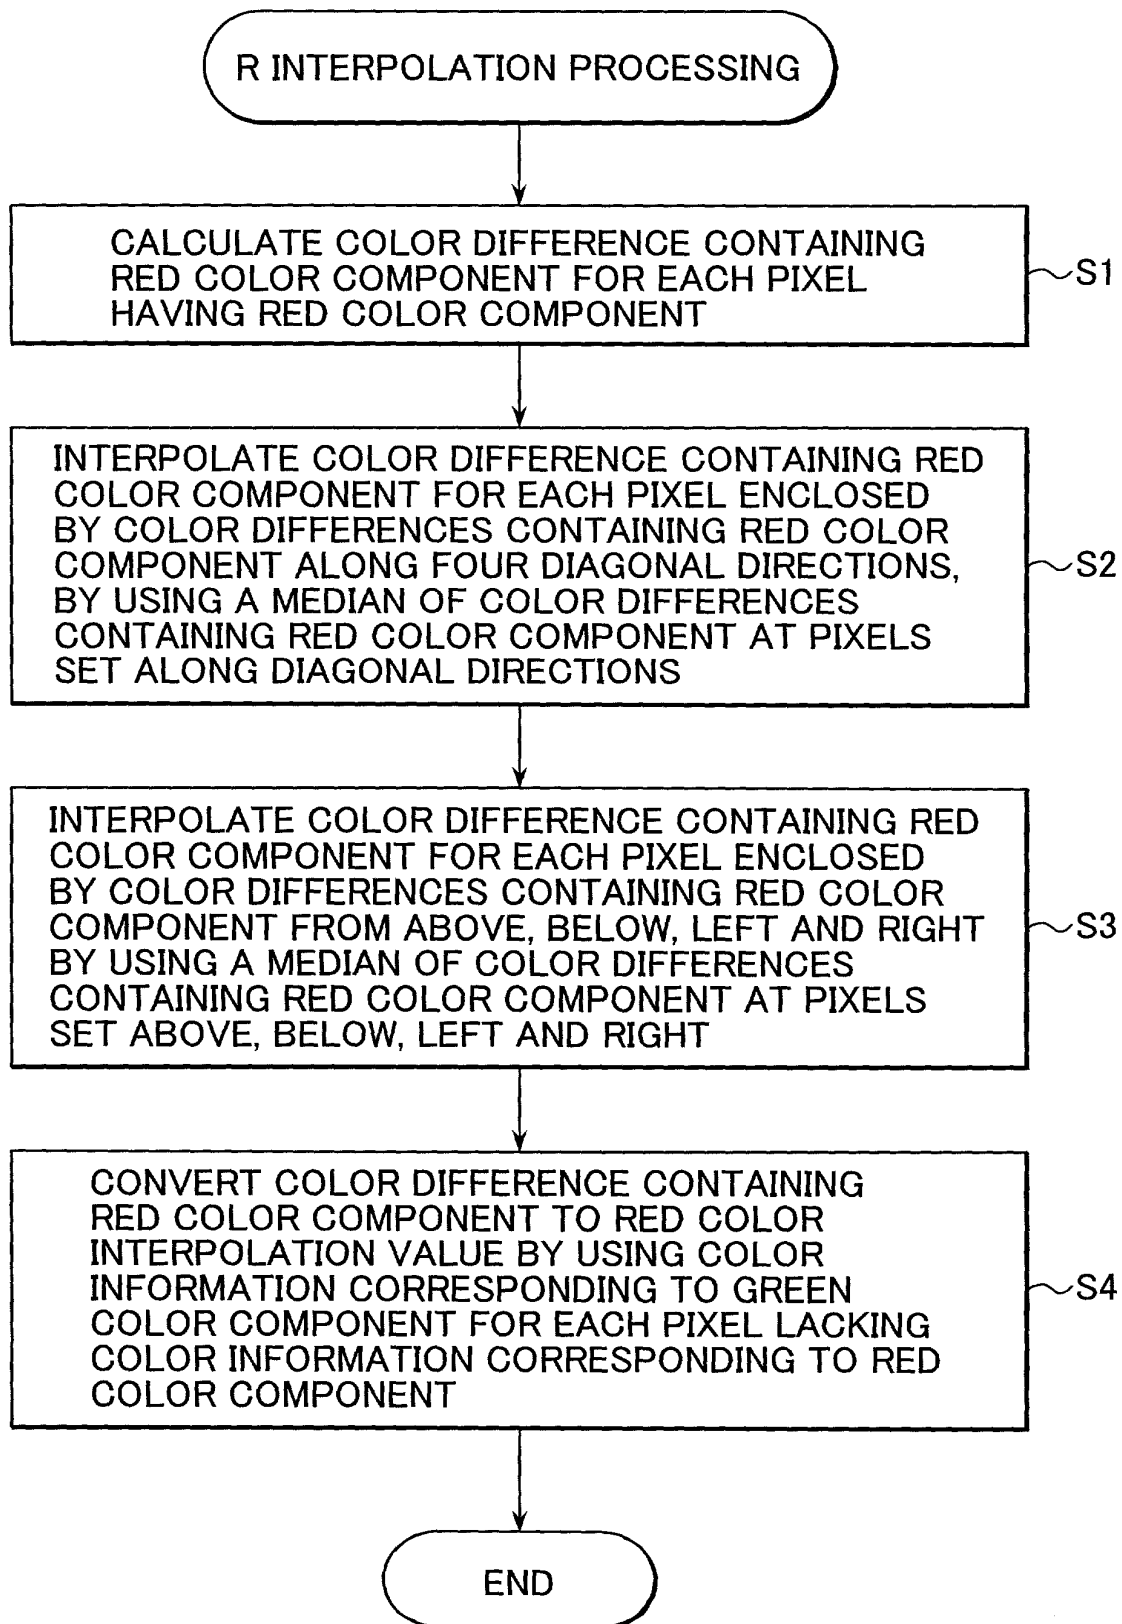 R INTERPOLATION PROCESSING
CALCULATE COLOR DIFFERENCE CONTAINING
RED COLOR COMPONENT FOR EACH PIXEL
HAVING RED COLOR COMPONENT
S1
INTERPOLATE COLOR DIFFERENCE CONTAINING RED
COLOR COMPONENT FOR EACH PIXEL ENCLOSED
BY COLOR DIFFERENCES CONTAINING RED COLOR
COMPONENT ALONG FOUR DIAGONAL DIRECTIONS,
BY USING A MEDIAN OF COLOR DIFFERENCES
CONTAINING RED COLOR COMPONENT AT PIXELS
SET ALONG DIAGONAL DIRECTIONS
S2
INTERPOLATE COLOR DIFFERENCE CONTAINING RED
COLOR COMPONENT FOR EACH PIXEL ENCLOSED
BY COLOR DIFFERENCES CONTAINING RED COLOR
COMPONENT FROM ABOVE, BELOW, LEFT AND RIGHT
BY USING A MEDIAN OF COLOR DIFFERENCES
CONTAINING RED COLOR COMPONENT AT PIXELS
SET ABOVE, BELOW, LEFT AND RIGHT
S3
CONVERT COLOR DIFFERENCE CONTAINING
RED COLOR COMPONENT TO RED COLOR
INTERPOLATION VALUE BY USING COLOR
INFORMATION CORRESPONDING TO GREEN
COLOR COMPONENT FOR EACH PIXEL LACKING
COLOR INFORMATION CORRESPONDING TO RED
COLOR COMPONENT
S4
END